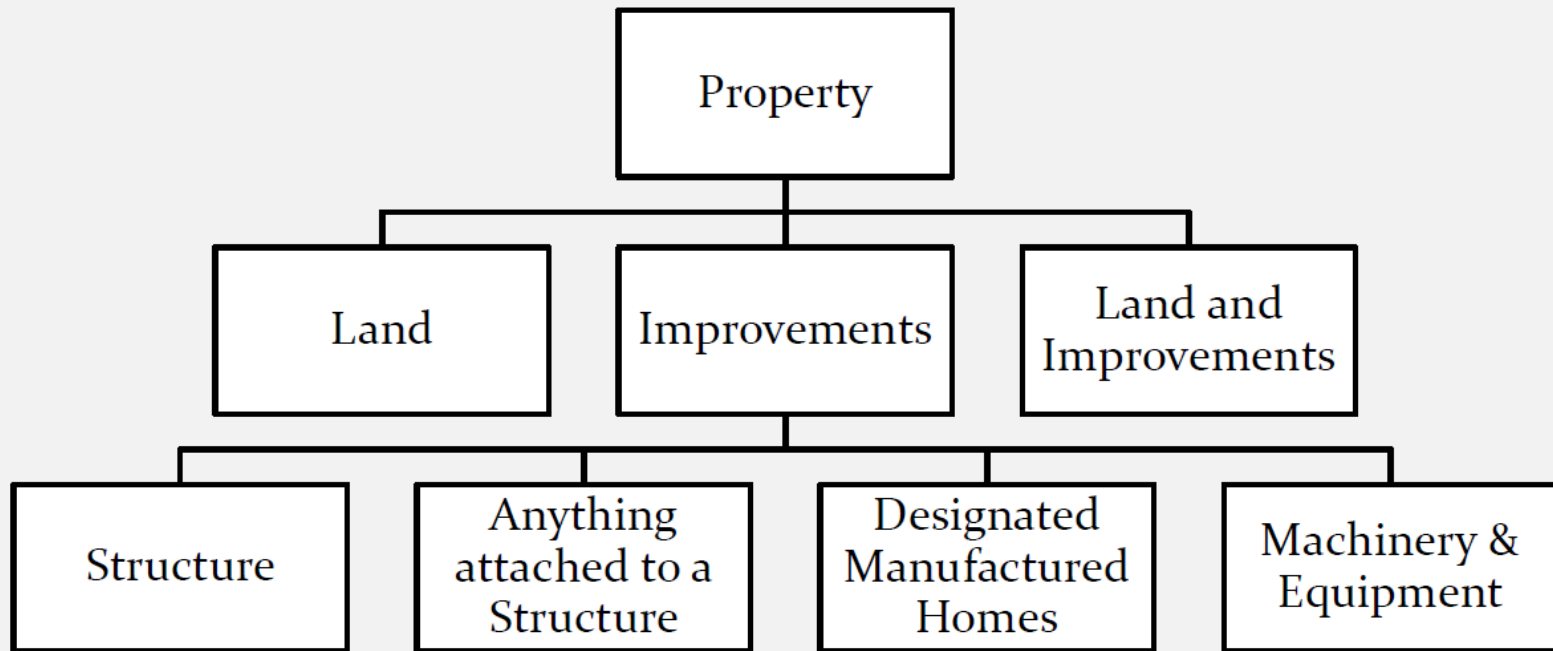 Property
Land
Improvements
Land and
Improvements
Structure
Anything
attached to a
Structure
Designated
Manufactured
Homes
Machinery &
Equipment